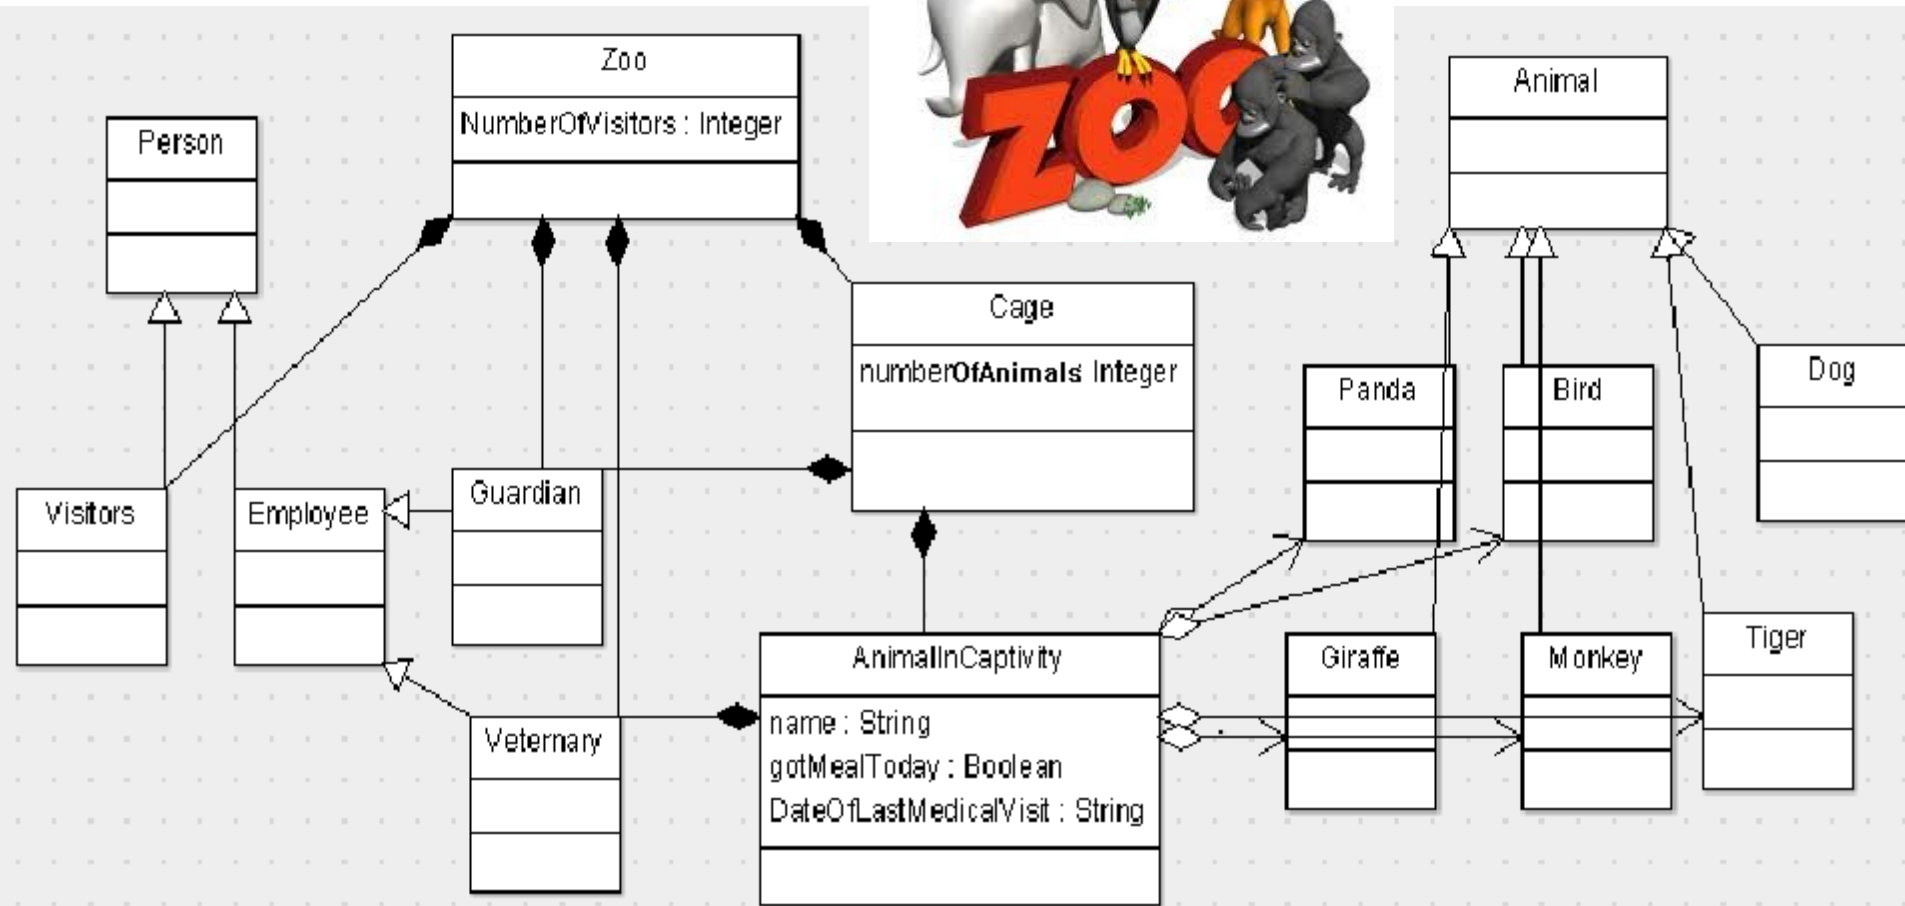 Zoo
NumberOfVisitors : Integer
ZOO
Animal
Person
Cage
numberOfAnimals Integer
Panda
Bird
Dog
Visitors
Employee
Guardian
AnimalInCaptivity
name : String
gotMealToday : Boolean
DateOfLastMedicalVisit : String
Giraffe
Monkey
Tiger
Veternary